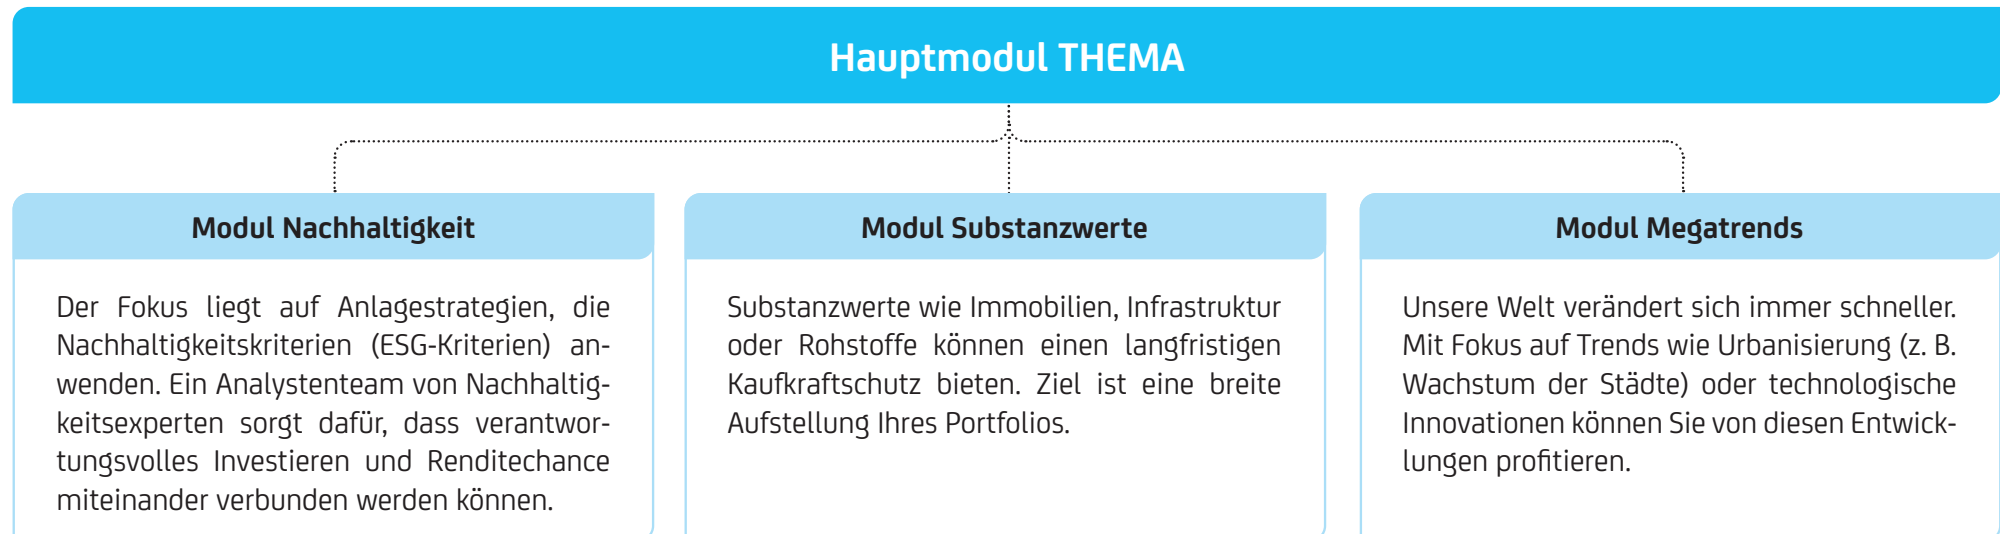 Hauptmodul THEMA
Modul Nachhaltigkeit
Der Fokus liegt auf Anlagestrategien, die
Nachhaltigkeitskriterien (ESG-Kriterien) an-
wenden. Ein Analystenteam von Nachhaltig-
keitsexperten sorgt dafür, dass verantwor-
tungsvolles Investieren und Renditechance
miteinander verbunden werden können.
Modul Substanzwerte
Substanzwerte wie Immobilien, Infrastruktur
oder Rohstoffe können einen langfristigen
Kaufkraftschutz bieten. Ziel ist eine breite
Aufstellung Ihres Portfolios.
Modul Megatrends
Unsere Welt verändert sich immer schneller.
Mit Fokus auf Trends wie Urbanisierung (z. B.
Wachstum der Städte) oder technologische
Innovationen können Sie von diesen Entwick-
lungen profitieren.